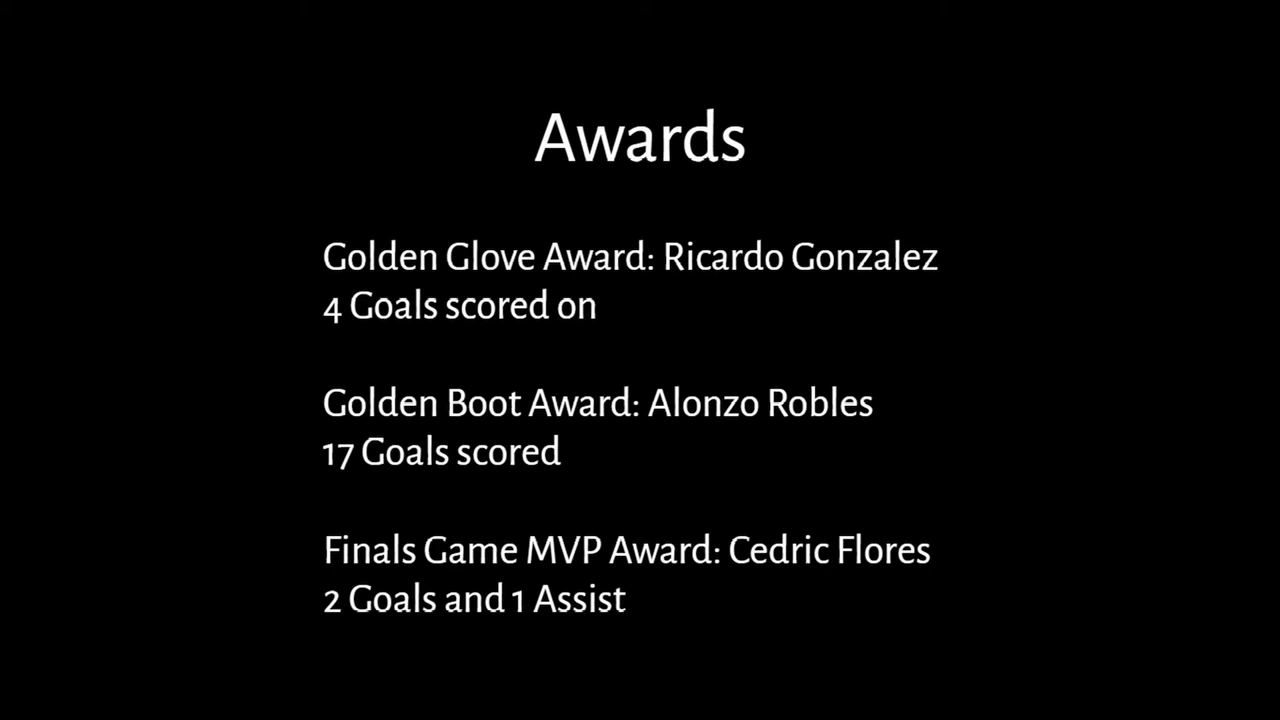 Awards
Golden Glove Award: Ricardo Gonzalez
4 Goals scored on
Golden Boot Award: Alonzo Robles
17 Goals scored
Finals Game MVP Award: Cedric Flores
2 Goals and 1 Assist